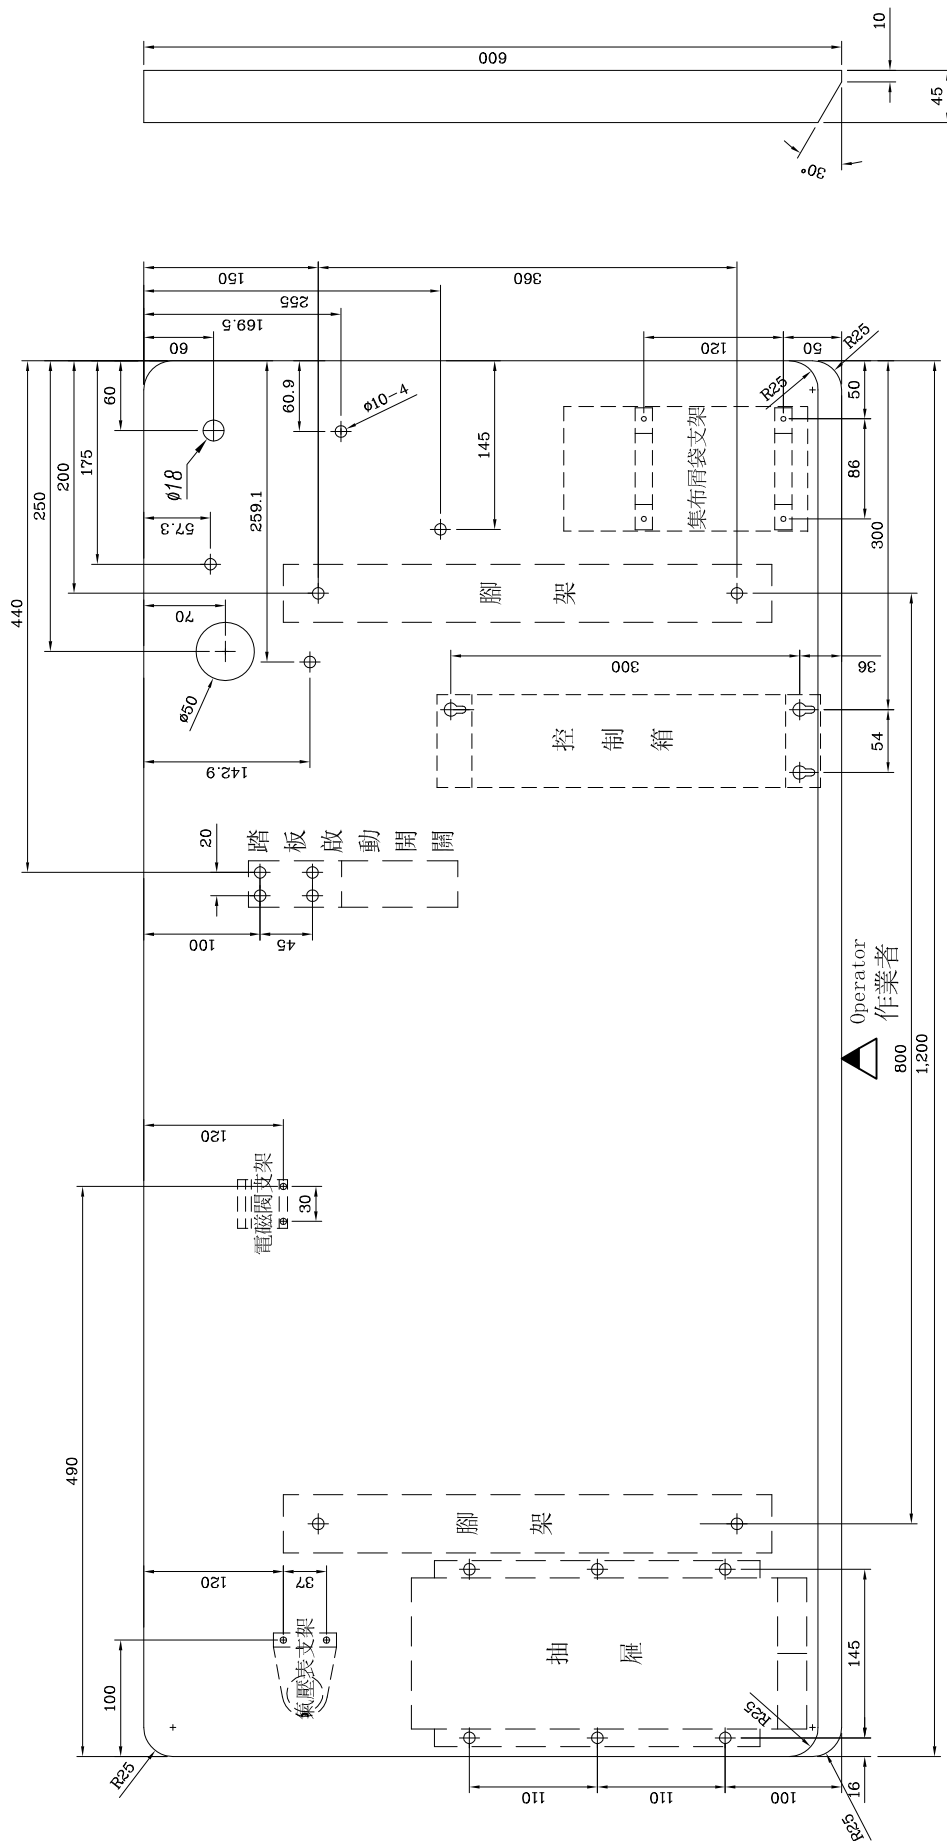 10
600
45
30°
150
360
255
169.5
60
120
50
R25
R25
60
60.9
ø10-4
145
50
175
ø18
集布屑袋支架
86
200
57.3
259.1
250
300
440
70
腳架
ø50
300
36
控制箱
54
142.9
20
踏板啟動開關
100
45
Operator
作業者
800
1,200
120
電磁閥支架
30
490
腳架
120
37
氣壓表支架
抽屜
145
100
R25
R25
110
110
100
16
R25